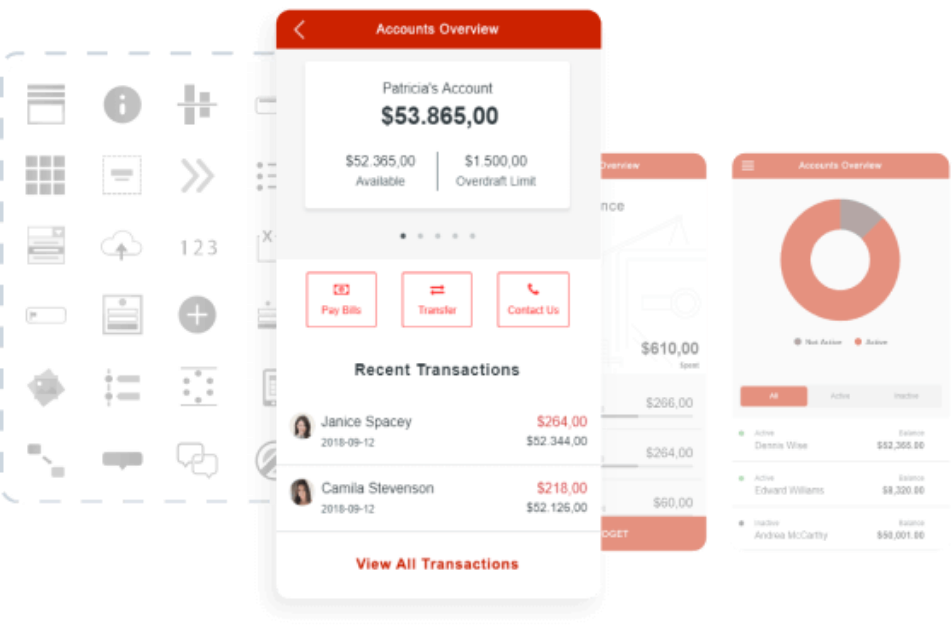 Accounts Overview
Patricia's Account
$53.865,00
$52.365,00
Available
$1.500,00
Overdraft Limit
Pay Bills
Transfer
Contact Us
Recent Transactions
Janice Spacey
$264,00
2018-09-12
$52.344,00
Camila Stevenson
$218,00
2018-09-12
$52.126,00
View All Transactions
123
X
Overview
nce
$610,00
Spent
$266,00
$264,00
$60,00
DGET
Accounts Overview
Not Active
Active
All
Active
Inactive
Active
Balance
Dennis Wise
$52,365.00
Active
Balance
Edward Williams
$8,320.00
Inactive
Balance
Andrea McCarthy
$50,001.00